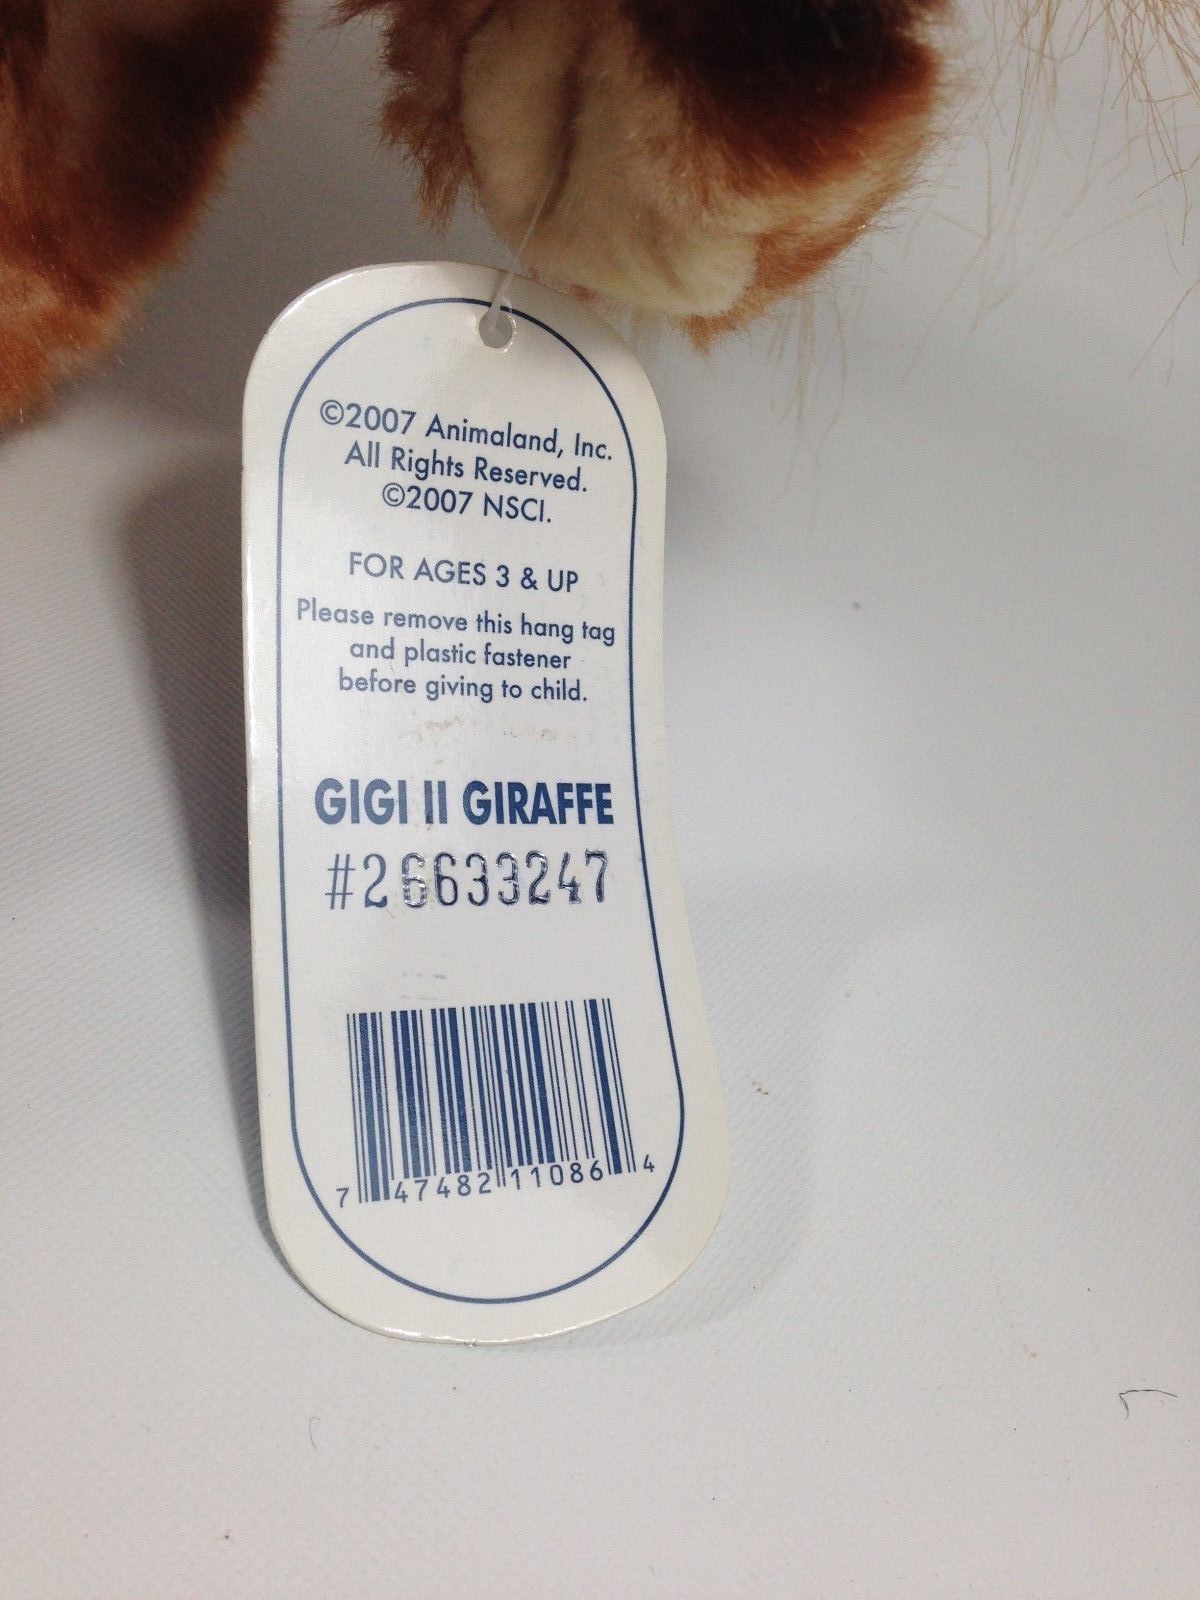 ©2007 Animaland, Inc.
All Rights Reserved.
©2007 NSCI.
FOR AGES 3 & UP
Please remove this hang tag
and plastic fastener
before giving to child.
GIGI II GIRAFFE
#26633247
7 47482 11086 4